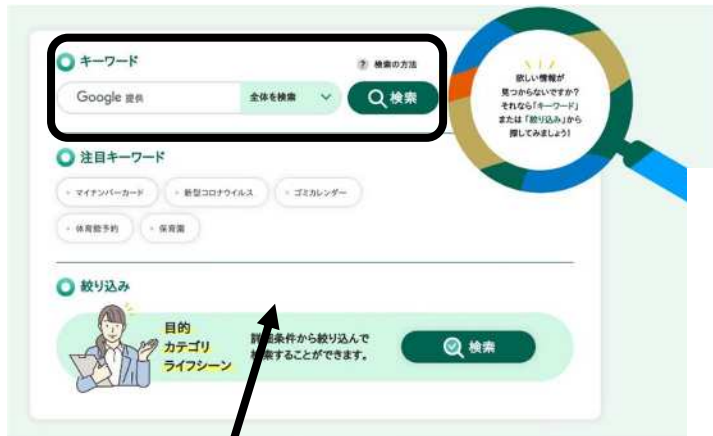 キーワード
? 検索の方法
Google 提供
全体を検索
検索
欲しい情報が
見つからないですか?
それなら「キーワード」
または「絞り込み」から
探してみましょう!
注目キーワード
マイナンバーカード
新型コロナウイルス
ゴミカレンダー
体育館予約
保育園
絞り込み
目的
カテゴリ
ライフシーン
詳細条件から絞り込んで
検索することができます。
検索